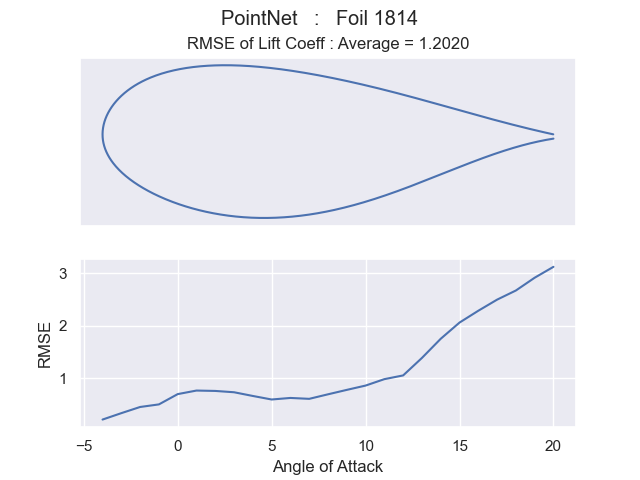 PointNet : Foil 1814
RMSE of Lift Coeff : Average = 1.2020
3
2
1
RMSE
−5 0 5 10 15 20
Angle of Attack